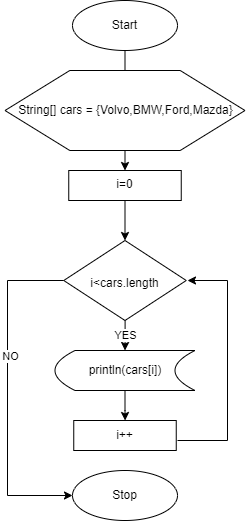 Start
String[] cars = {Volvo,BMW,Ford,Mazda}
i=0
i<cars.length
YES
NO
println(cars[i])
i++
Stop